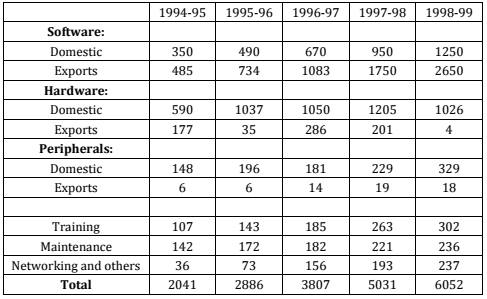 1994-95 1995-96 1996-97 1997-98 1998-99
Software:
Domestic 350 490 670 950 1250
Exports 485 734 1083 1750 2650
Hardware:
Domestic 590 1037 1050 1205 1026
Exports 177 35 286 201 4
Peripherals:
Domestic 148 196 181 229 329
Exports 6 6 14 19 18
Training 107 143 185 263 302
Maintenance 142 172 182 221 236
Networking and others 36 73 156 193 237
Total 2041 2886 3807 5031 6052